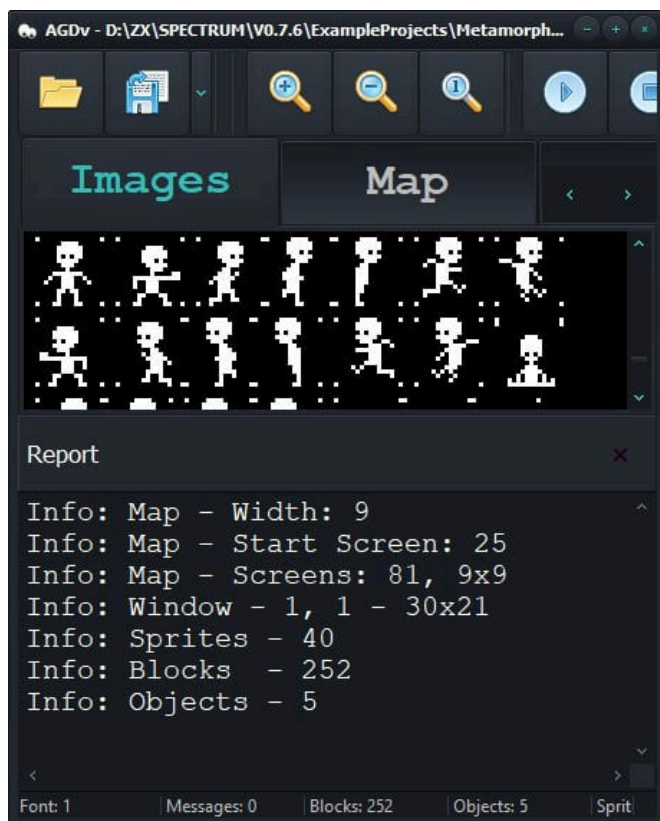 AGDv - D:\ZX\SPECTRUM\V0.7.6\ExampleProjects\Metamorph...
Images
Map
Report
Info: Map - Width: 9
Info: Map - Start Screen: 25
Info: Map - Screens: 81, 9x9
Info: Window - 1, 1 - 30x21
Info: Sprites - 40
Info: Blocks  - 252
Info: Objects - 5
Font: 1 Messages: 0 Blocks: 252 Objects: 5 Sprit